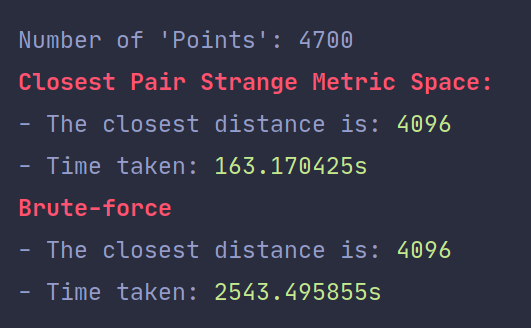 Number of 'Points': 4700
Closest Pair Strange Metric Space:
- The closest distance is: 4096
- Time taken: 163.170425s
Brute-force
- The closest distance is: 4096
- Time taken: 2543.495855s